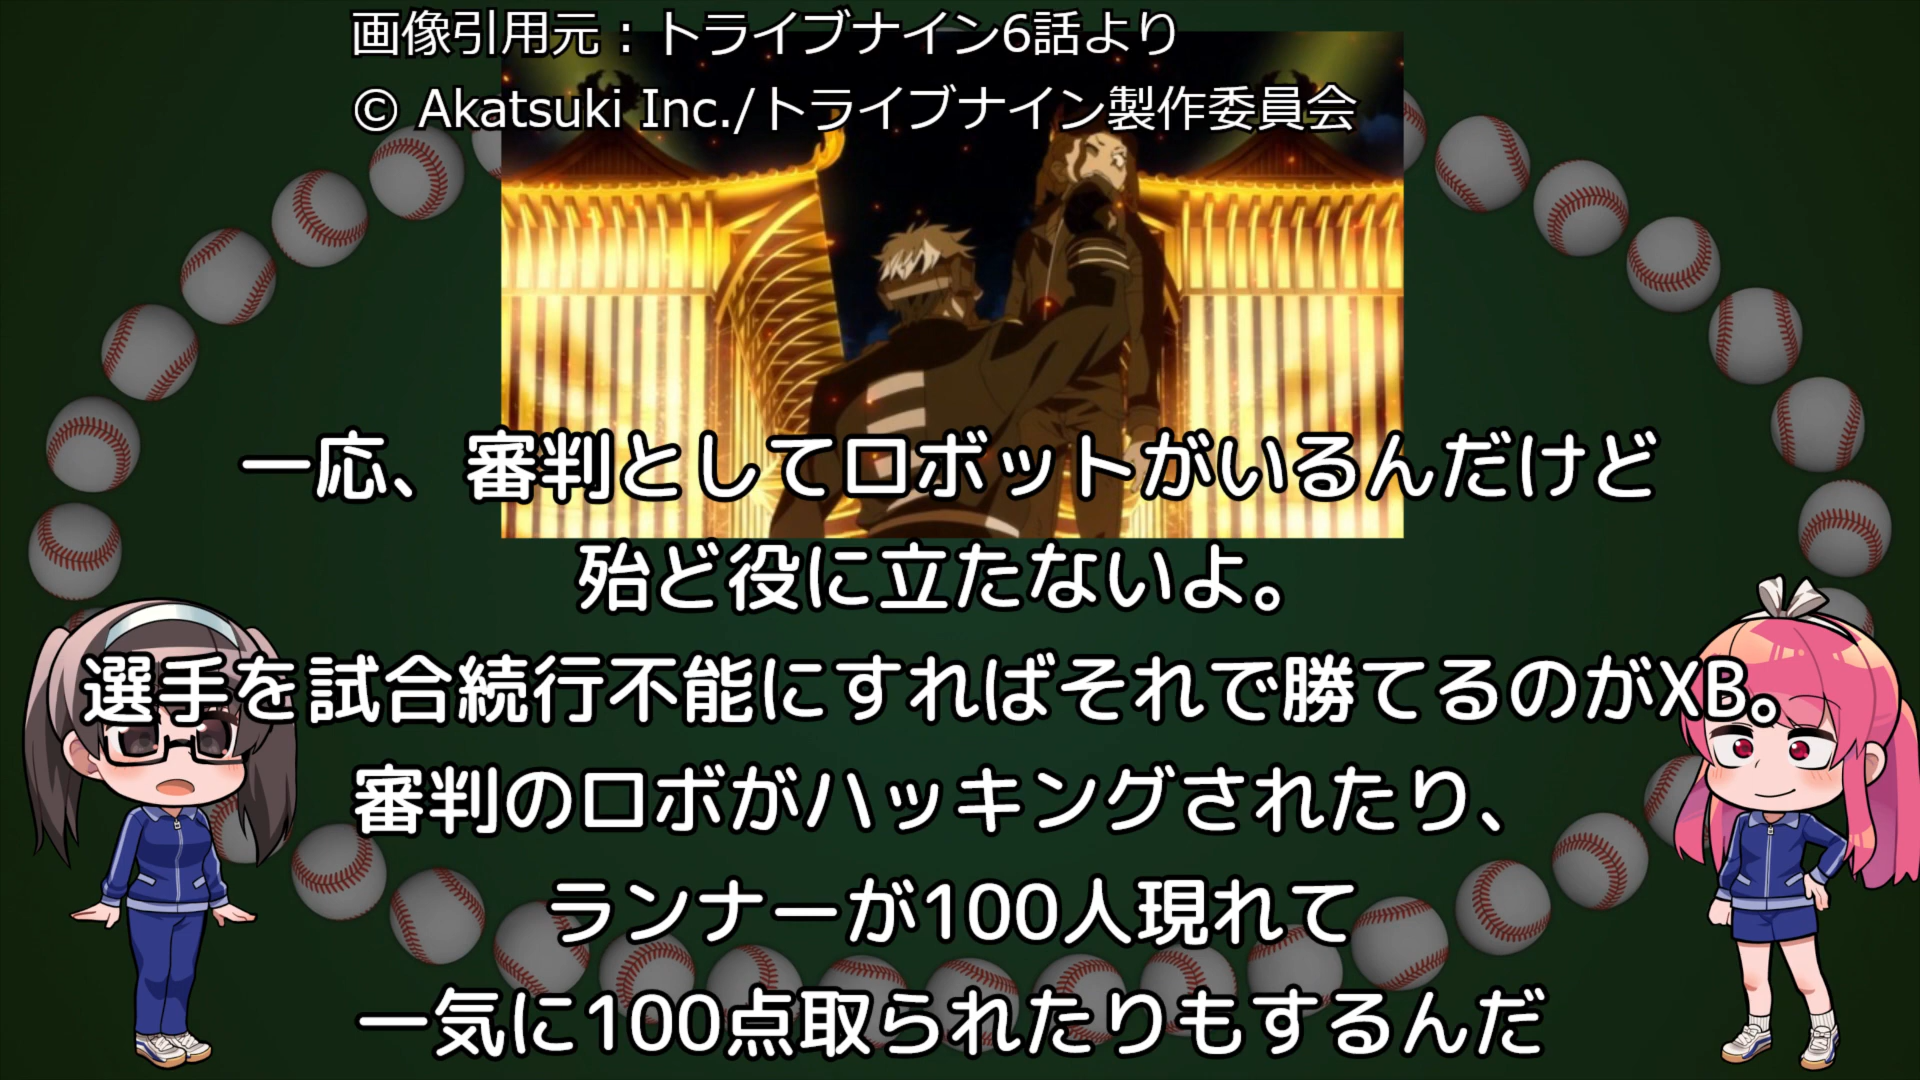 画像引用元：トライブナイン6話より
© Akatsuki Inc./トライブナイン製作委員会
一応、審判としてロボットがいるんだけど
殆ど役に立たないよ。
選手を試合続行不能にすればそれで勝てるのがXB。
審判のロボがハッキングされたり、
ランナーが100人現れて
一気に100点取られたりもするんだ